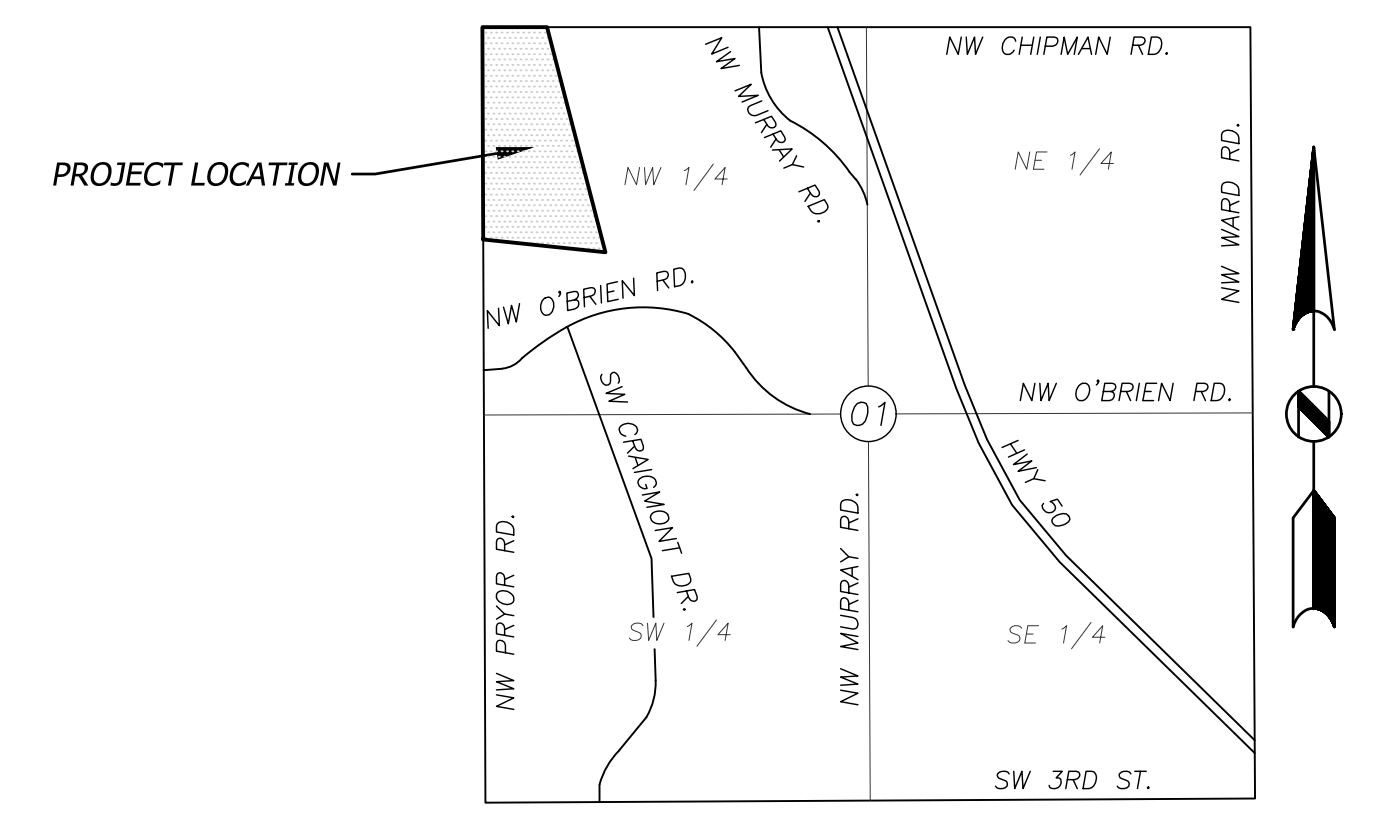 NW CHIPMAN RD.
NW MURRAY RD.
NW WARD RD.
PROJECT LOCATION
NW 1/4
NE 1/4
NW O'BRIEN RD.
SW CRAIGMONT DR.
NW O'BRIEN RD.
01
N
HWY 50
NW PRYOR RD.
NW MURRAY RD.
SW 1/4
SE 1/4
SW 3RD ST.